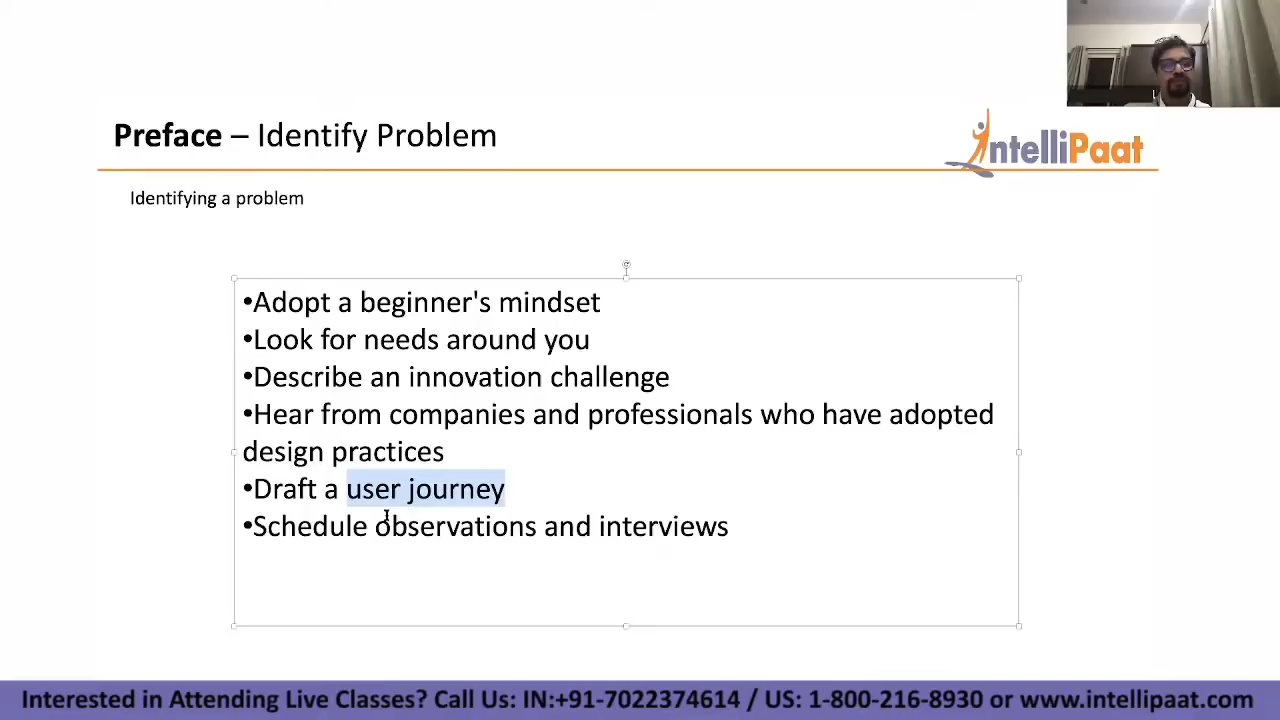 Preface – Identify Problem
IntelliPaat
Identifying a problem
•Adopt a beginner's mindset
•Look for needs around you
•Describe an innovation challenge
•Hear from companies and professionals who have adopted
design practices
•Draft a user journey
•Schedule observations and interviews
Interested in Attending Live Classes? Call Us: IN:+91-7022374614 / US: 1-800-216-8930 or www.intellipaat.com